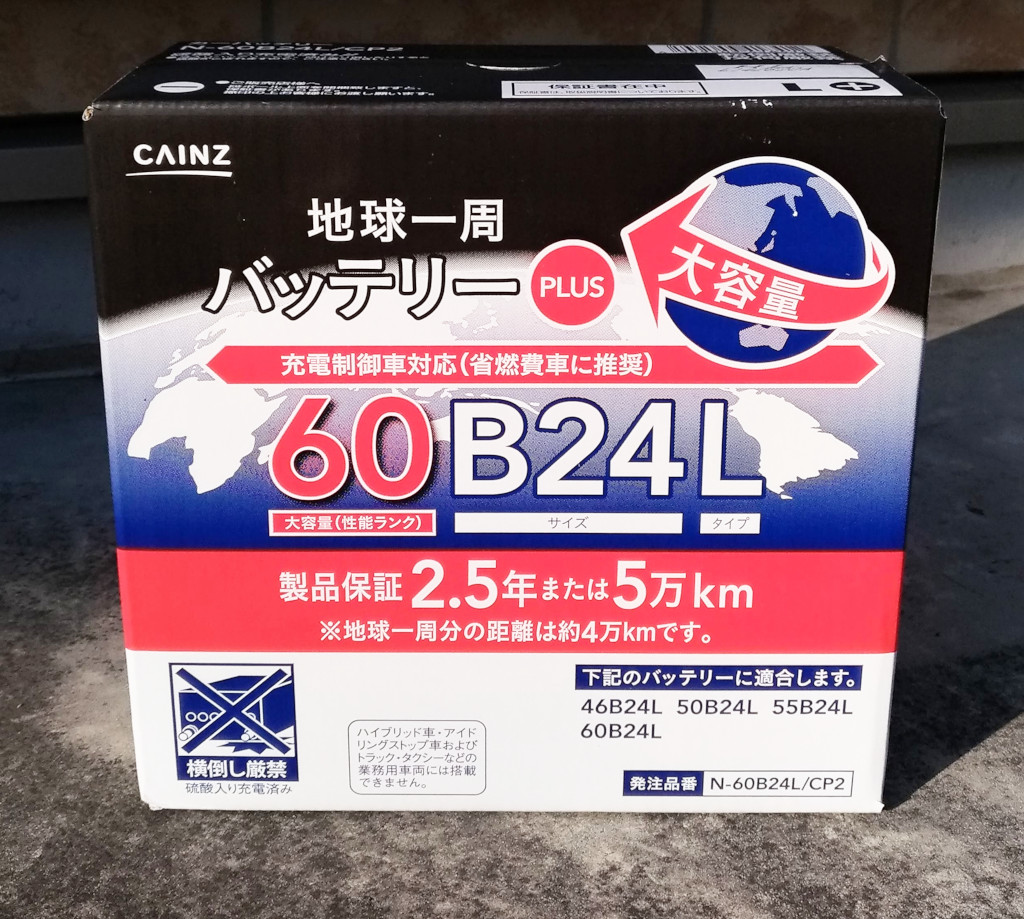 N-60B24L/CP2
保証書在中
L
CAINZ
地球一周
バッテリー
PLUS
大容量
充電制御車対応(省燃費車に推奨)
60B24L
大容量(性能ランク)
サイズ
タイプ
製品保証2.5年または5万km
※地球一周分の距離は約4万kmです。
下記のバッテリーに適合します。
46B24L 50B24L 55B24L
60B24L
横倒し厳禁
硫酸入り充電済み
ハイブリッド車・アイド
リングストップ車および
トラック・タクシーなどの
業務用車両には搭載
できません。
発注品番 N-60B24L/CP2